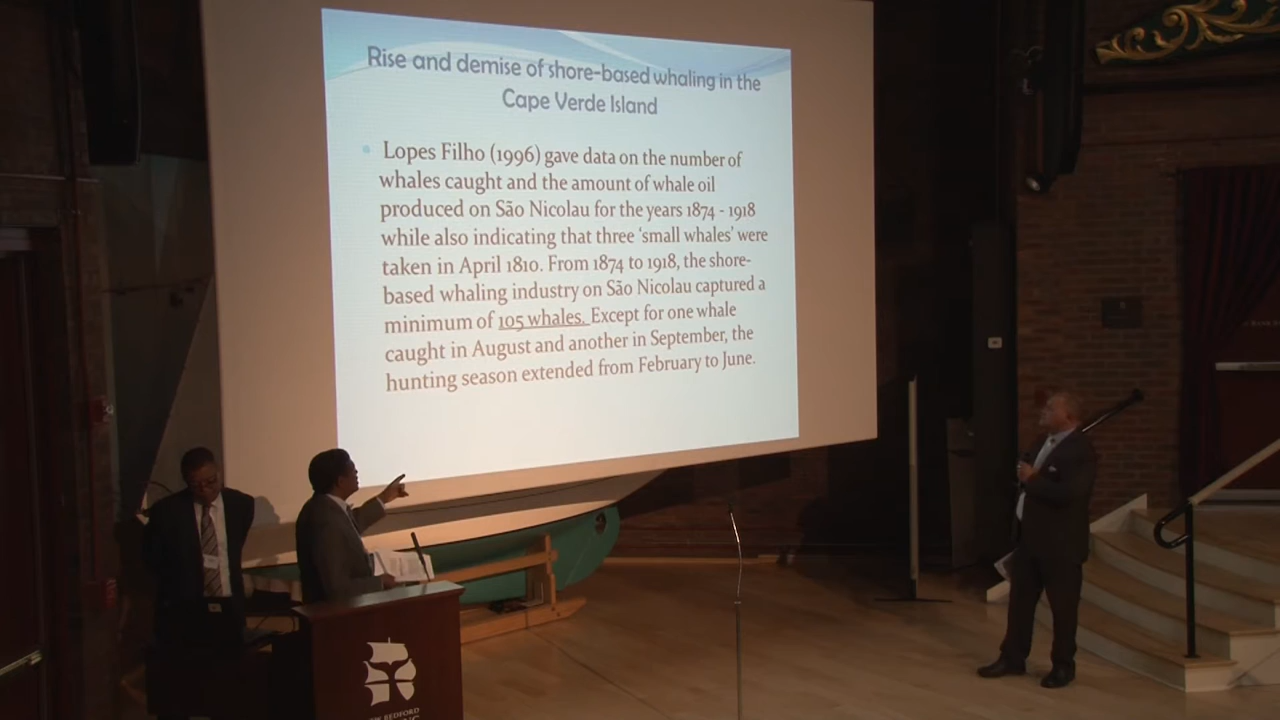 Rise and demise of shore-based whaling in the
Cape Verde Island
Lopes Filho (1996) gave data on the number of
whales caught and the amount of whale oil
produced on São Nicolau for the years 1874 - 1918
while also indicating that three ‘small whales’ were
taken in April 1810. From 1874 to 1918, the shore-
based whaling industry on São Nicolau captured a
minimum of 105 whales. Except for one whale
caught in August and another in September, the
hunting season extended from February to June.
BEDFORD